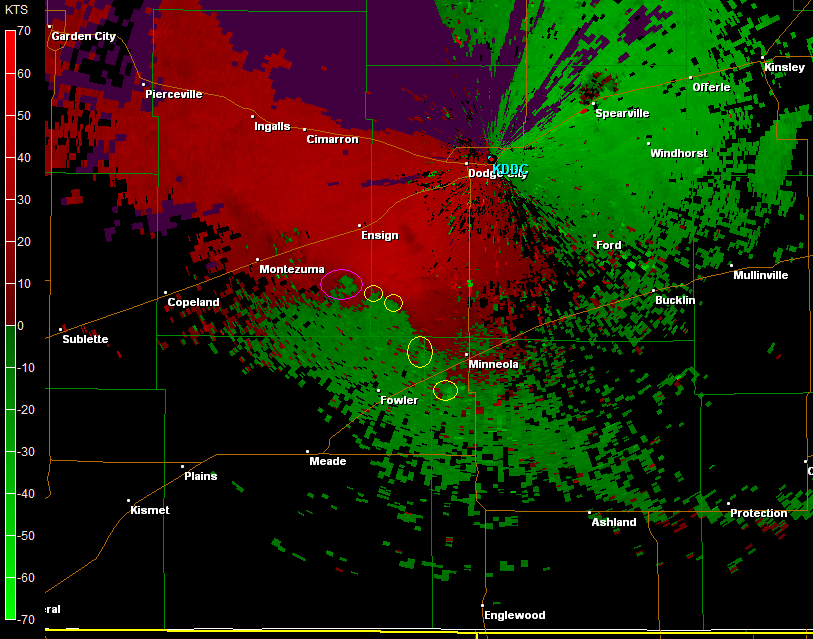 KTS
70
60
50
40
30
20
10
0
-10
-20
-30
-40
-50
-60
-70
Garden City
Kinsley
Pierceville
Offerle
Spearville
Ingalls
Cimarron
Windhorst
KDDC
Dodge City
Ensign
Ford
Montezuma
Mullinville
Copeland
Bucklin
Sublette
Minneola
Fowler
Meade
Plains
Kismet
Protection
Ashland
eral
Englewood